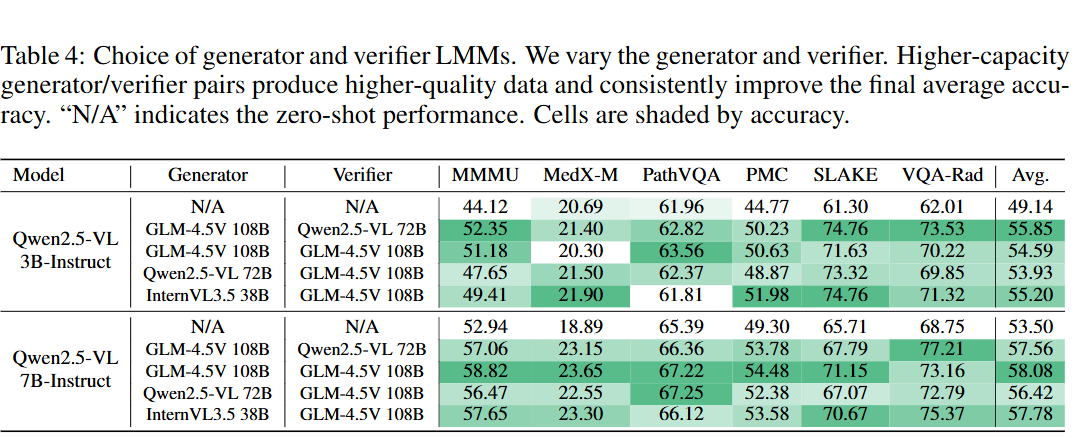 Table 4: Choice of generator and verifier LMMs. We vary the generator and verifier. Higher-capacity
generator/verifier pairs produce higher-quality data and consistently improve the final average accu-
racy. “N/A” indicates the zero-shot performance. Cells are shaded by accuracy.
Model Generator Verifier MMMU MedX-M PathVQA PMC SLAKE VQA-Rad Avg.
Qwen2.5-VL
3B-Instruct
N/A N/A 44.12 20.69 61.96 44.77 61.30 62.01 49.14
GLM-4.5V 108B Qwen2.5-VL 72B 52.35 21.40 62.82 50.23 74.76 73.53 55.85
GLM-4.5V 108B GLM-4.5V 108B 51.18 20.30 63.56 50.63 71.63 70.22 54.59
Qwen2.5-VL 72B GLM-4.5V 108B 47.65 21.50 62.37 48.87 73.32 69.85 53.93
InternVL3.5 38B GLM-4.5V 108B 49.41 21.90 61.81 51.98 74.76 71.32 55.20
Qwen2.5-VL
7B-Instruct
N/A N/A 52.94 18.89 65.39 49.30 65.71 68.75 53.50
GLM-4.5V 108B Qwen2.5-VL 72B 57.06 23.15 66.36 53.78 67.79 77.21 57.56
GLM-4.5V 108B GLM-4.5V 108B 58.82 23.65 67.22 54.48 71.15 73.16 58.08
Qwen2.5-VL 72B GLM-4.5V 108B 56.47 22.55 67.25 52.38 67.07 72.79 56.42
InternVL3.5 38B GLM-4.5V 108B 57.65 23.30 66.12 53.58 70.67 75.37 57.78